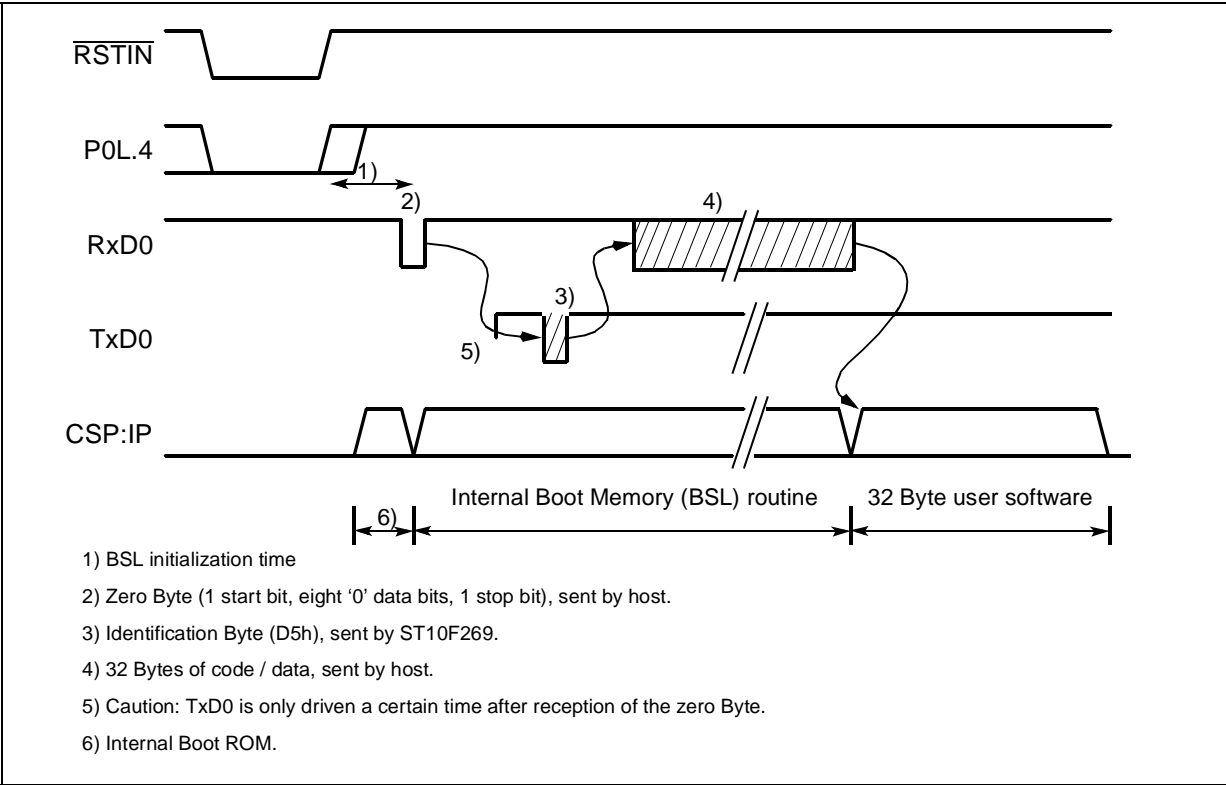 RSTIN
P0L.4
1)
2)
4)
RxD0
3)
TxD0
5)
CSP:IP
Internal Boot Memory (BSL) routine
32 Byte user software
6)
1) BSL initialization time
2) Zero Byte (1 start bit, eight ‘0’ data bits, 1 stop bit), sent by host.
3) Identification Byte (D5h), sent by ST10F269.
4) 32 Bytes of code / data, sent by host.
5) Caution: TxD0 is only driven a certain time after reception of the zero Byte.
6) Internal Boot ROM.